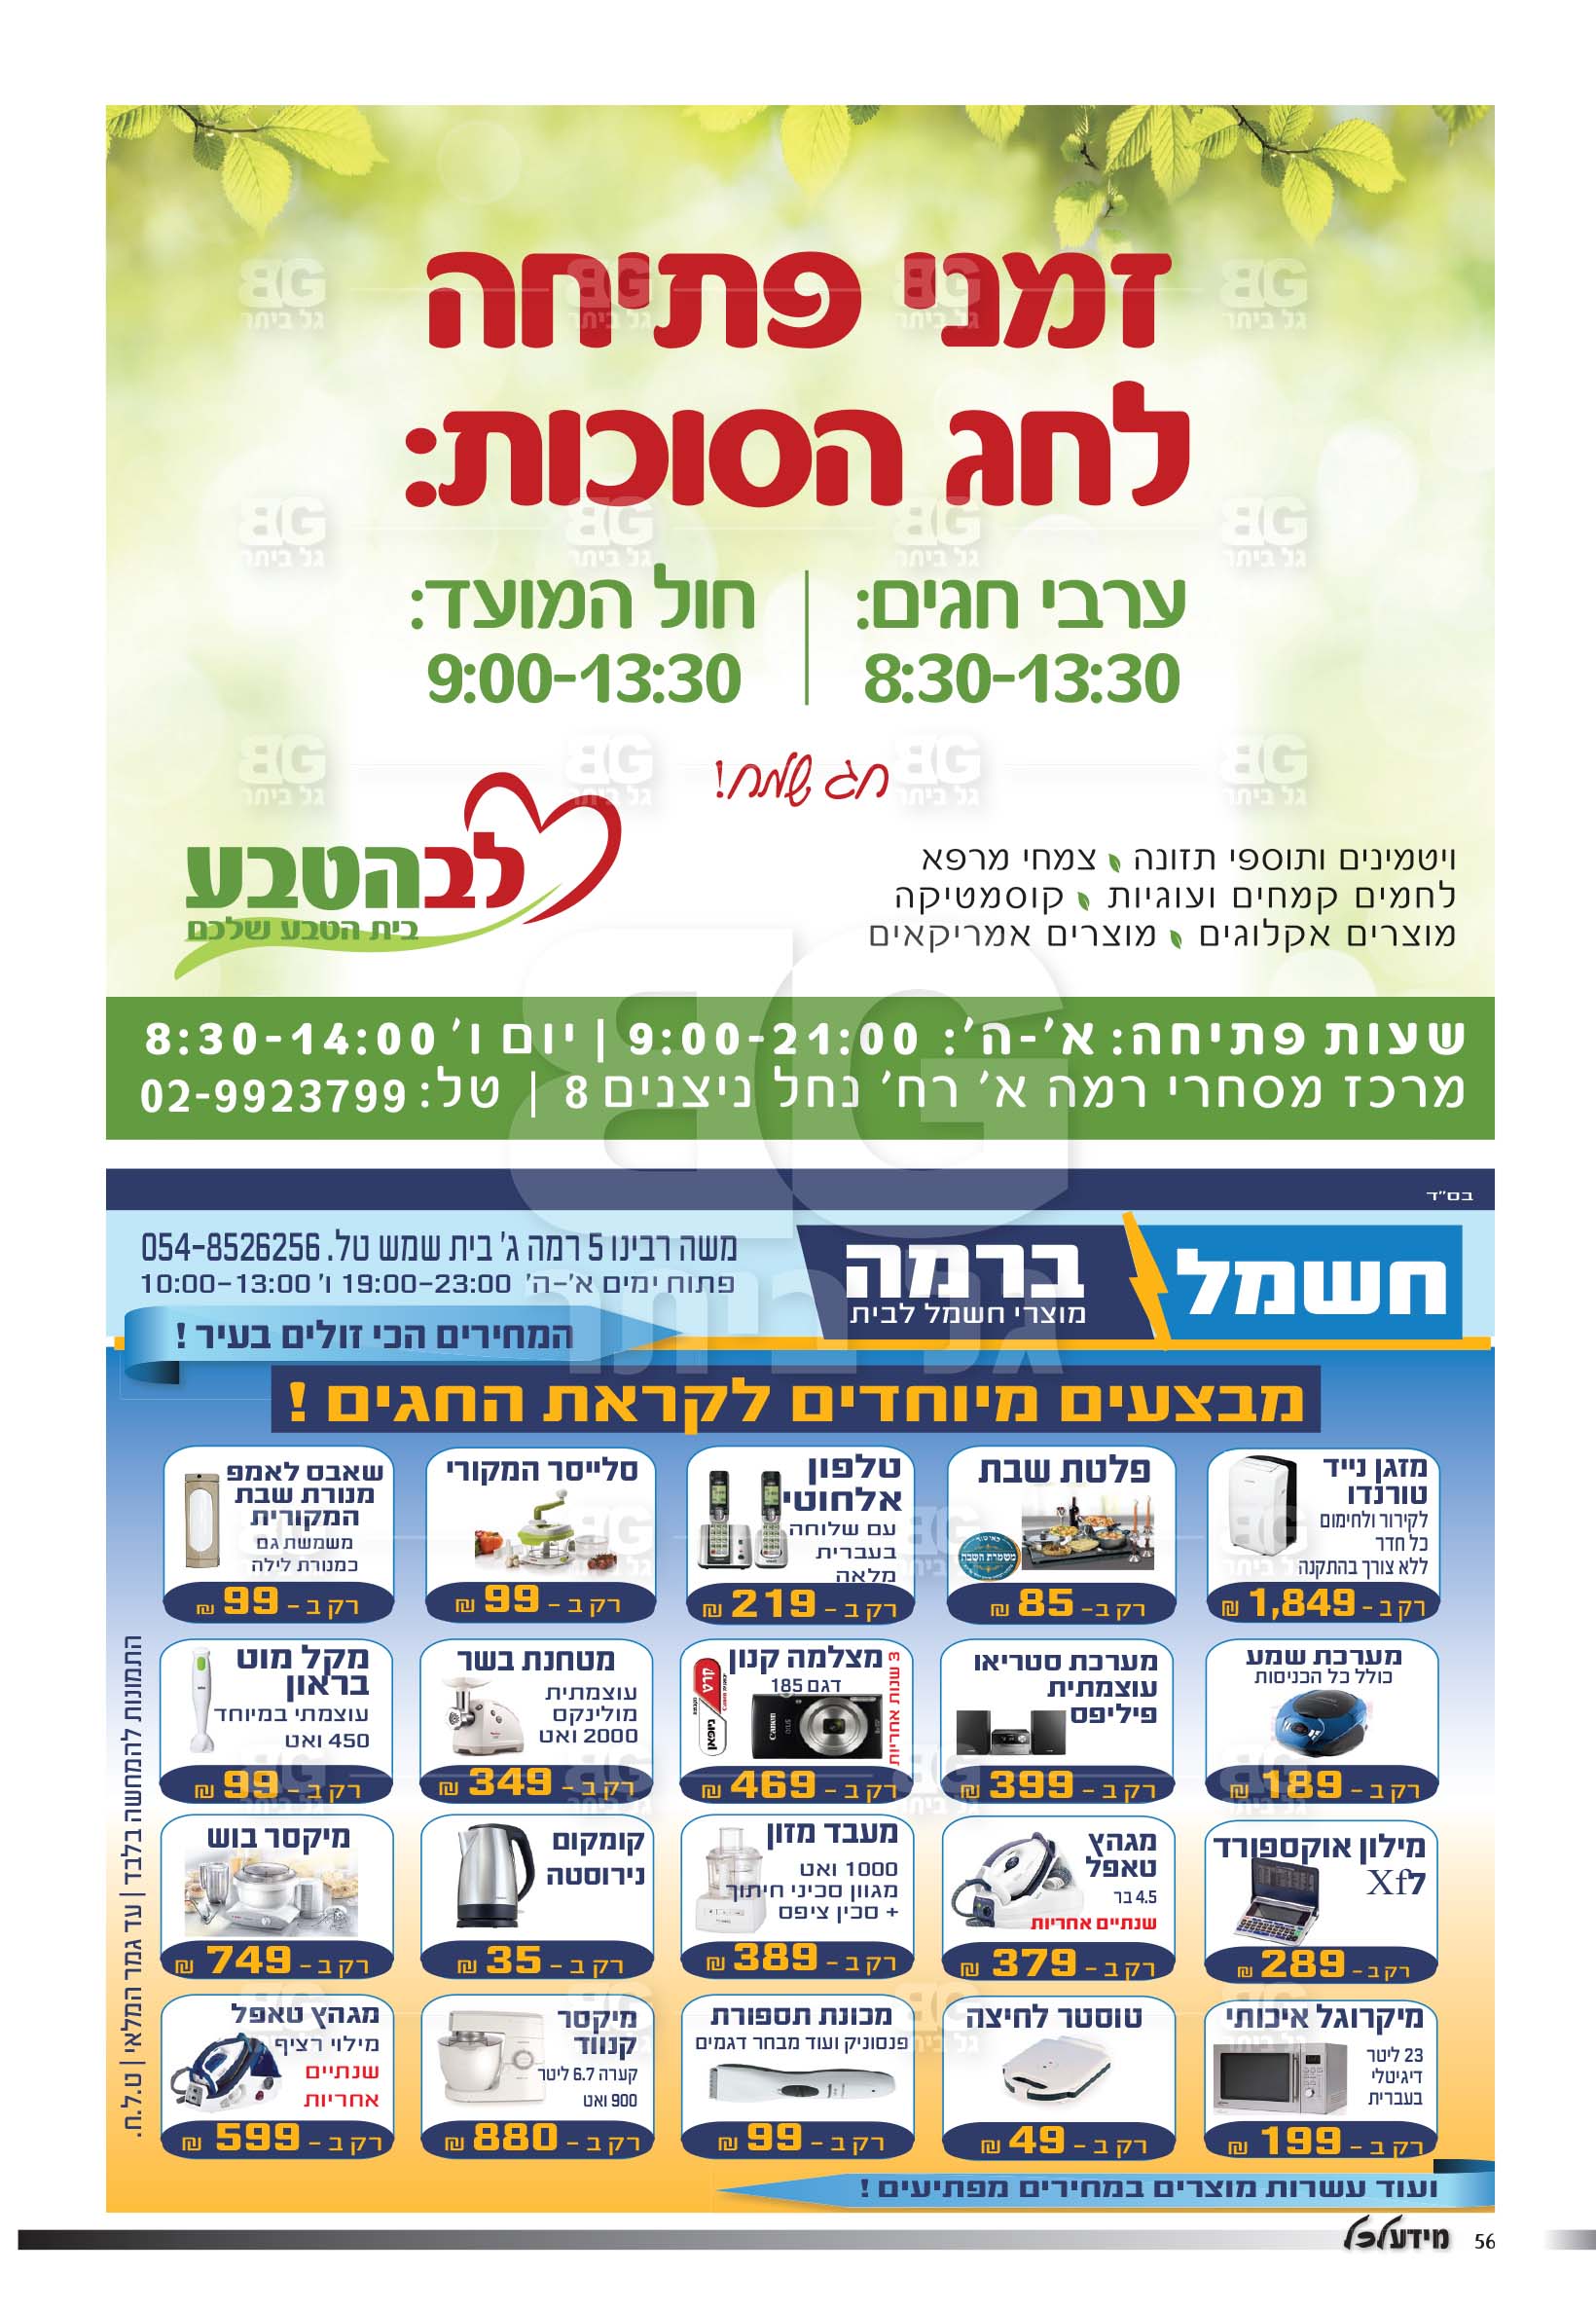 זמני פתיחה
לחג הסוכות:
ערבי חגים:
8:30-13:30
חול המועד:
9:00-13:30
חג שמח!
לבהטבע
בית הטבע שלכם
ויטמינים ותוספי תזונה צמחי מרפא
לחמים קמחים ועוגיות קוסמטיקה
מוצרים אקלוגים מוצרים אמריקאים
שעות פתיחה: א'-ה': 9:00-21:00 | יום ו' 8:30-14:00
מרכז מסחרי רמה א' רח' נחל ניצנים 8 | טל: 02-9923799
בס"ד
חשמל ברמה
מוצרי חשמל לבית
משה רבינו 5 רמה ג' בית שמש טל. 054-8526256
פתוח ימים א'-ה' 19:00-23:00 ו' 10:00-13:00
המחירים הכי זולים בעיר !
מבצעים מיוחדים לקראת החגים !
מזגן נייד
טורנדו
לקירור ולחימום
כל חדר
ללא צורך בהתקנה
רק ב - 1,849 ₪
פלטת שבת
משמרת השבת
רק ב- 85 ₪
טלפון
אלחוטי
עם שלוחה
בעברית
מלאה
רק ב - 219 ₪
סלייסר המקורי
רק ב - 99 ₪
שאבס לאמפ
מנורת שבת
המקורית
משמשת גם
כמנורת לילה
רק ב - 99 ₪
מערכת שמע
כולל כל הכניסות
רק ב - 189 ₪
מערכת סטריאו
עוצמתית
פיליפס
רק ב - 399 ₪
מצלמה קנון
דגם 185
3 שנות אחריות
קרט
ניופאן
Canon
רק ב - 469 ₪
מטחנת בשר
עוצמתית
מולינקס
2000 ואט
רק ב - 349 ₪
מקל מוט
בראון
עוצמתי במיוחד
450 ואט
רק ב - 99 ₪
מילון אוקספורד
לXf
רק ב - 289 ₪
מגהץ
טאפל
4.5 בר
שנתיים אחריות
רק ב - 379 ₪
מעבד מזון
1000 ואט
מגוון סכיני חיתוך
+ סכין ציפס
רק ב - 389 ₪
קומקום
נירוסטה
רק ב - 35 ₪
מיקסר בוש
רק ב - 749 ₪
מיקרוגל איכותי
23 ליטר
דיגיטלי
בעברית
רק ב - 199 ₪
טוסטר לחיצה
רק ב - 49 ₪
מכונת תספורת
פנסוניק ועוד מבחר דגמים
רק ב - 99 ₪
מיקסר
קנווד
קערה 6.7 ליטר
900 ואט
רק ב - 880 ₪
מגהץ טאפל
מילוי רציף
שנתיים
אחריות
רק ב - 599 ₪
התמונות להמחשה בלבד | עד גמר המלאי | ט.ל.ח.
ועוד עשרות מוצרים במחירים מפתיעים !
מידעלכל
56
BG
גל ביתר